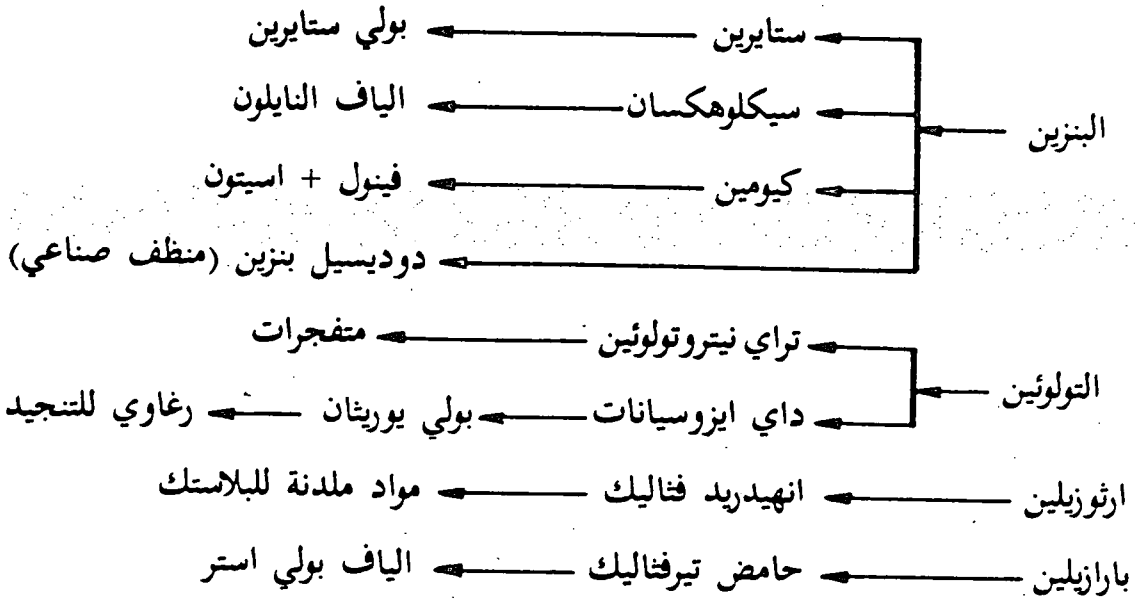 ستايرين بولي ستايرين
سيكلوهكسان الياف النايلون
البنزين
كيومين فينول + اسيتون
دوديسيل بنزين (منظف صناعي)
تراي نيتروتولوئين متفجرات
التولوئين
داي ايزوسيانات بولي يوريثان رغاوي للتنجيد
ارثوزيلين انهيدريد فثاليك مواد ملدنة للبلاستك
بارازيلين حامض تيرفثاليك الياف بولي استر